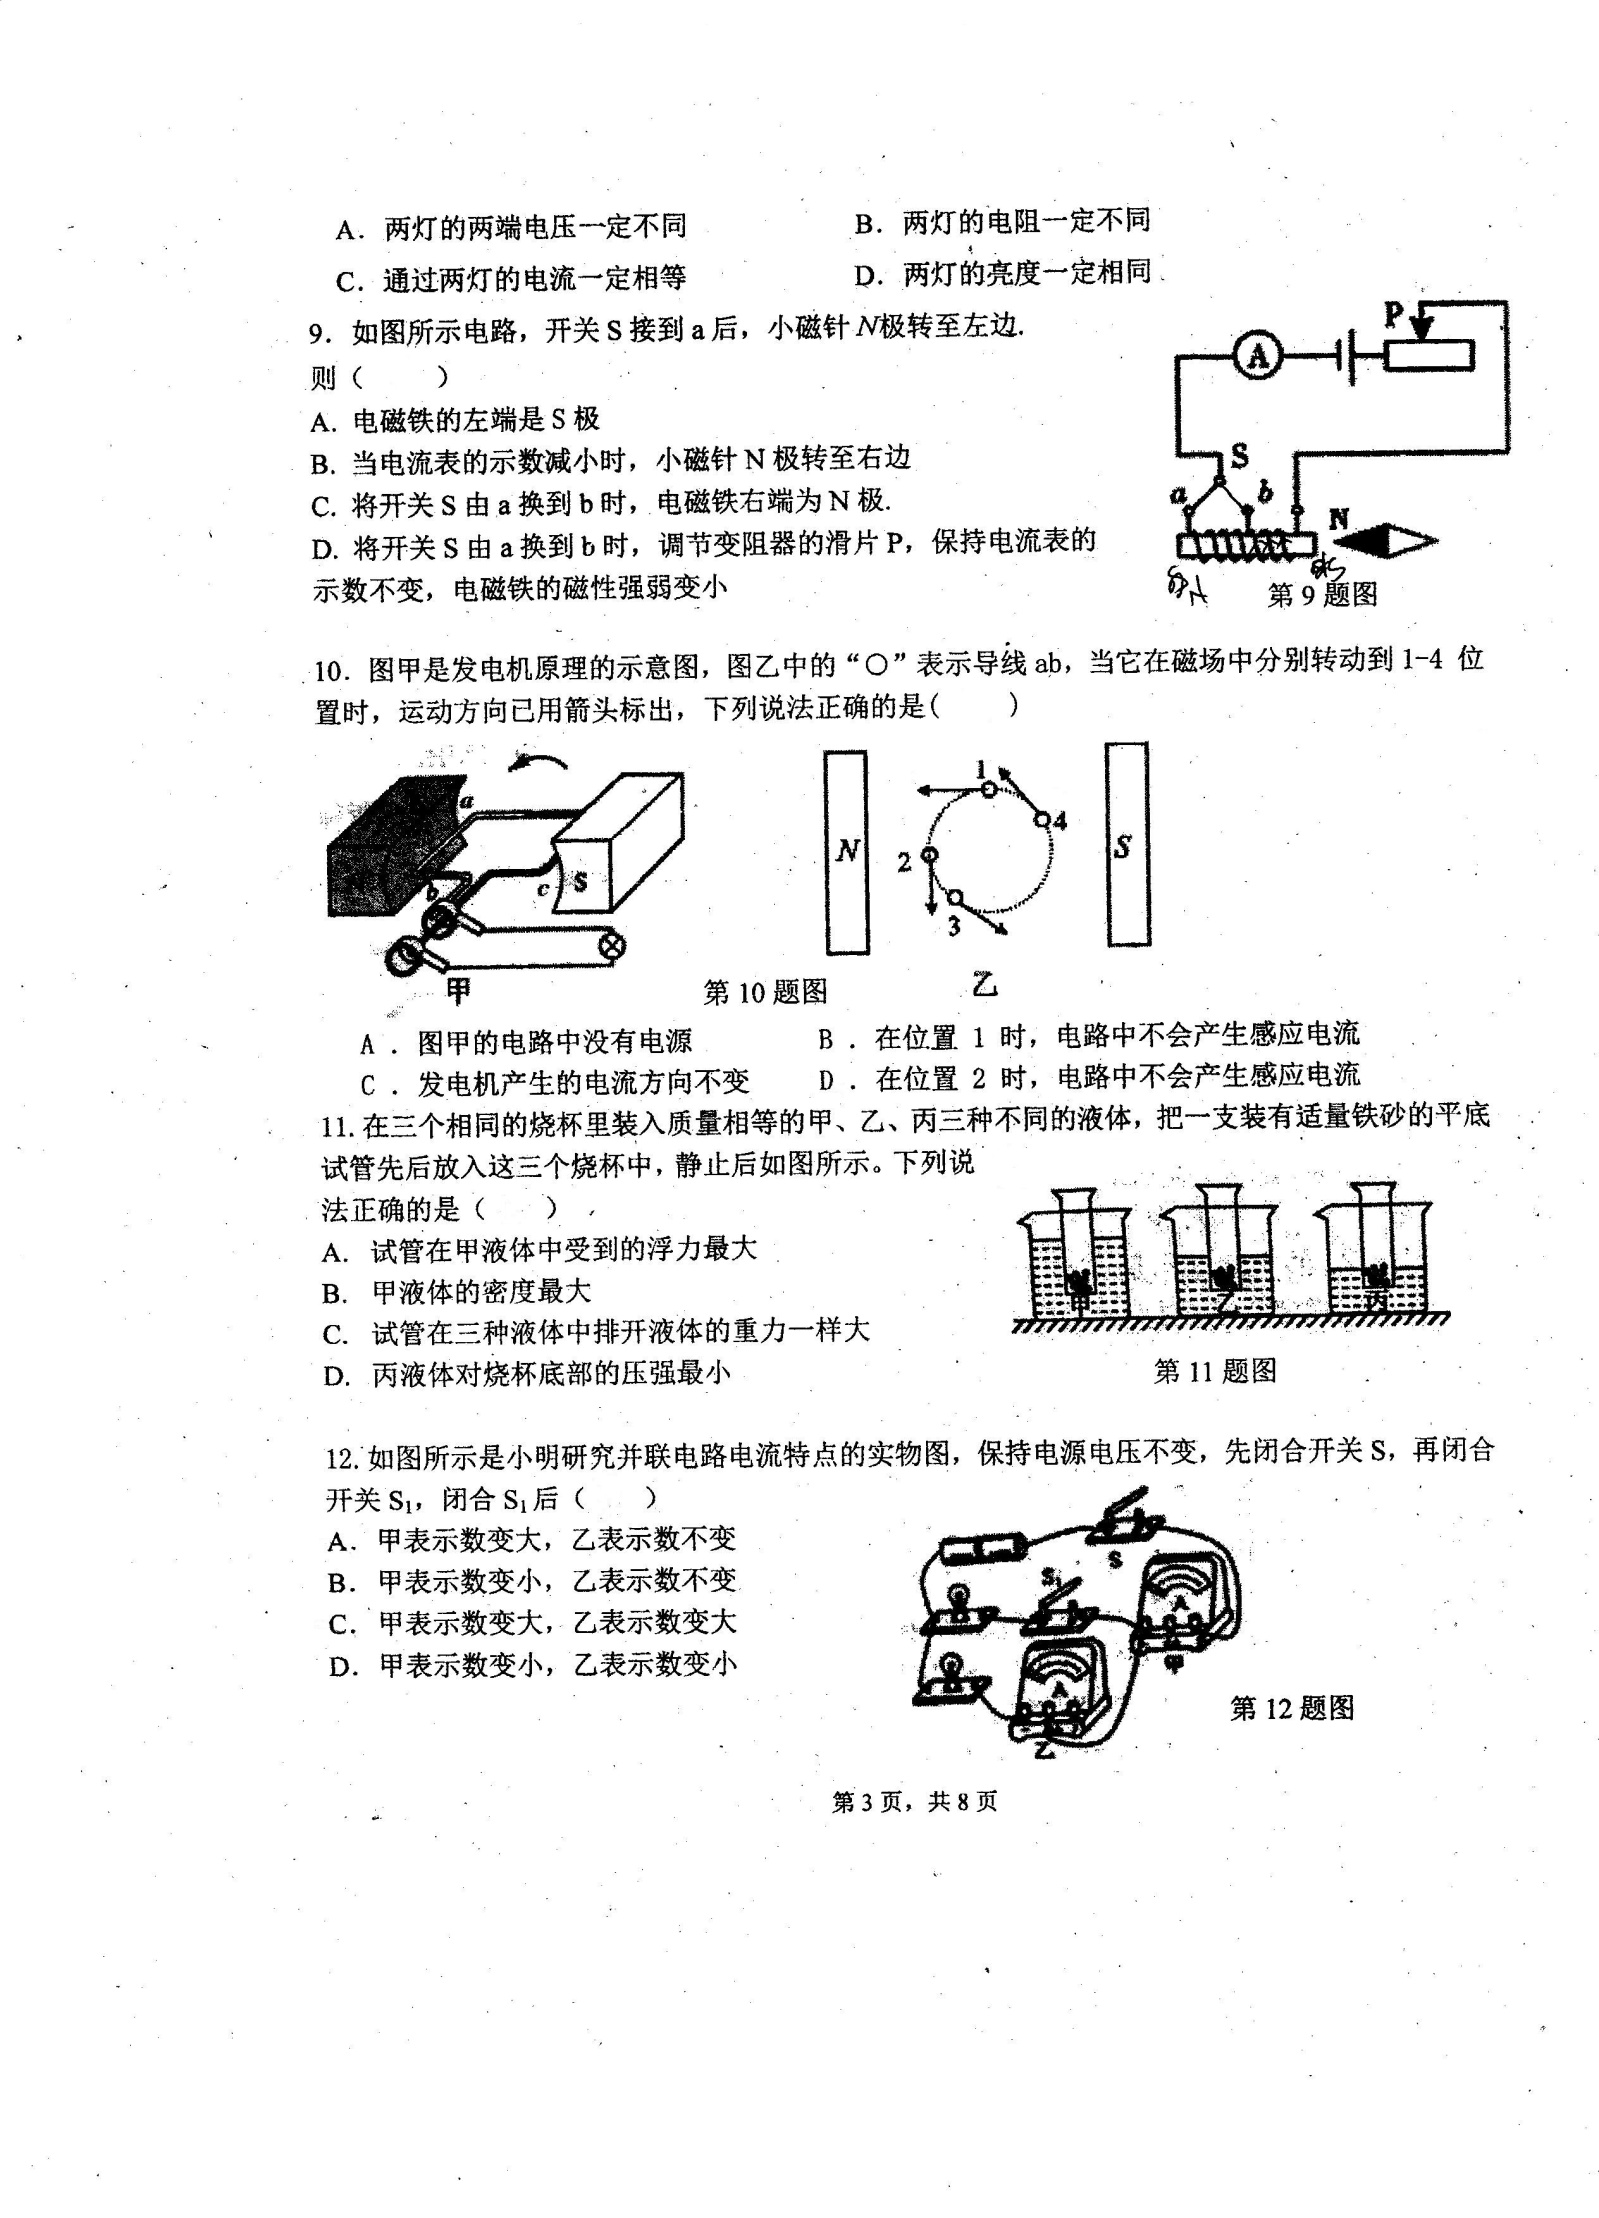 A．两灯的两端电压一定不同 B．两灯的电阻一定不同
C．通过两灯的电流一定相等 D．两灯的亮度一定相同
9．如图所示电路，开关S接到a后，小磁针N极转至左边.
则（ ）
A. 电磁铁的左端是S极
B. 当电流表的示数减小时，小磁针N极转至右边
C. 将开关S由a换到b时，电磁铁右端为N极.
D. 将开关S由a换到b时，调节变阻器的滑片P，保持电流表的
示数不变，电磁铁的磁性强弱变小
P
A
S
a b
N
N S
第9题图
10．图甲是发电机原理的示意图，图乙中的“○”表示导线ab，当它在磁场中分别转动到1-4 位
置时，运动方向已用箭头标出，下列说法正确的是( )
a
b c S
甲
N 1 2 3 4 S
第10题图 乙
A．图甲的电路中没有电源 B．在位置 1 时，电路中不会产生感应电流
C．发电机产生的电流方向不变 D．在位置 2 时，电路中不会产生感应电流
11.在三个相同的烧杯里装入质量相等的甲、乙、丙三种不同的液体，把一支装有适量铁砂的平底
试管先后放入这三个烧杯中，静止后如图所示。下列说
法正确的是（ ）
A. 试管在甲液体中受到的浮力最大
B. 甲液体的密度最大
C. 试管在三种液体中排开液体的重力一样大
D. 丙液体对烧杯底部的压强最小
甲 乙 丙
第11题图
12.如图所示是小明研究并联电路电流特点的实物图，保持电源电压不变，先闭合开关S，再闭合
开关S₁，闭合S₁后（ ）
A．甲表示数变大，乙表示数不变
B．甲表示数变小，乙表示数不变
C．甲表示数变大，乙表示数变大
D．甲表示数变小，乙表示数变小
S
S₁
A
甲
A
乙
第12题图
第3页，共8页